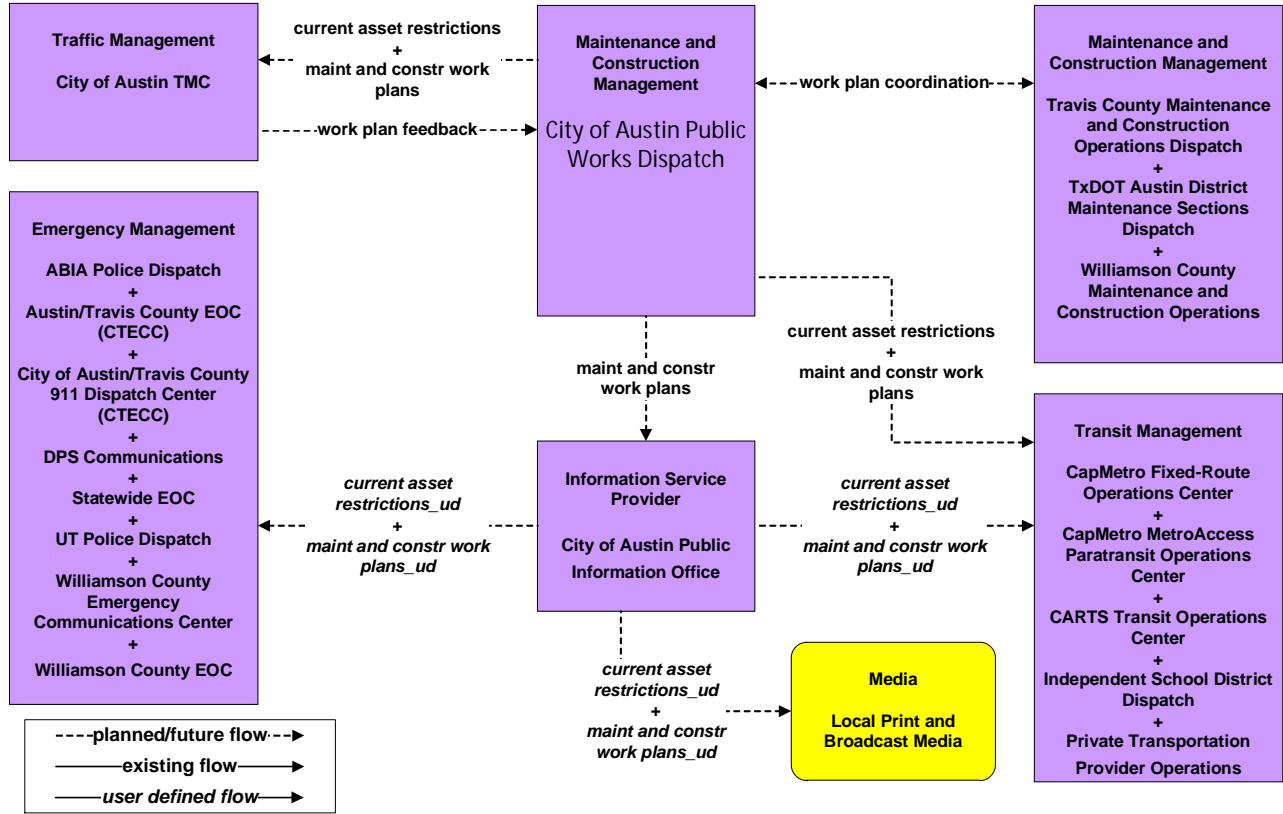 Traffic Management
City of Austin TMC
current asset restrictions
+
maint and constr work
plans
work plan feedback
Maintenance and
Construction
Management
City of Austin Public
Works Dispatch
work plan coordination
Maintenance and
Construction Management
Travis County Maintenance
and Construction
Operations Dispatch
+
TxDOT Austin District
Maintenance Sections
Dispatch
+
Williamson County
Maintenance and
Construction Operations
Emergency Management
ABIA Police Dispatch
+
Austin/Travis County EOC
(CTECC)
+
City of Austin/Travis County
911 Dispatch Center
(CTECC)
+
DPS Communications
+
Statewide EOC
+
UT Police Dispatch
+
Williamson County
Emergency
Communications Center
+
Williamson County EOC
maint and constr
work plans
current asset restrictions
+
maint and constr work
plans
current asset
restrictions_ud
+
maint and constr work
plans_ud
Information Service
Provider
City of Austin Public
Information Office
current asset
restrictions_ud
+
maint and constr work
plans_ud
Transit Management
CapMetro Fixed-Route
Operations Center
+
CapMetro MetroAccess
Paratransit Operations
Center
+
CARTS Transit Operations
Center
+
Independent School District
Dispatch
+
Private Transportation
Provider Operations
current asset
restrictions_ud
+
maint and constr
work plans_ud
Media
Local Print and
Broadcast Media
planned/future flow
existing flow
user defined flow